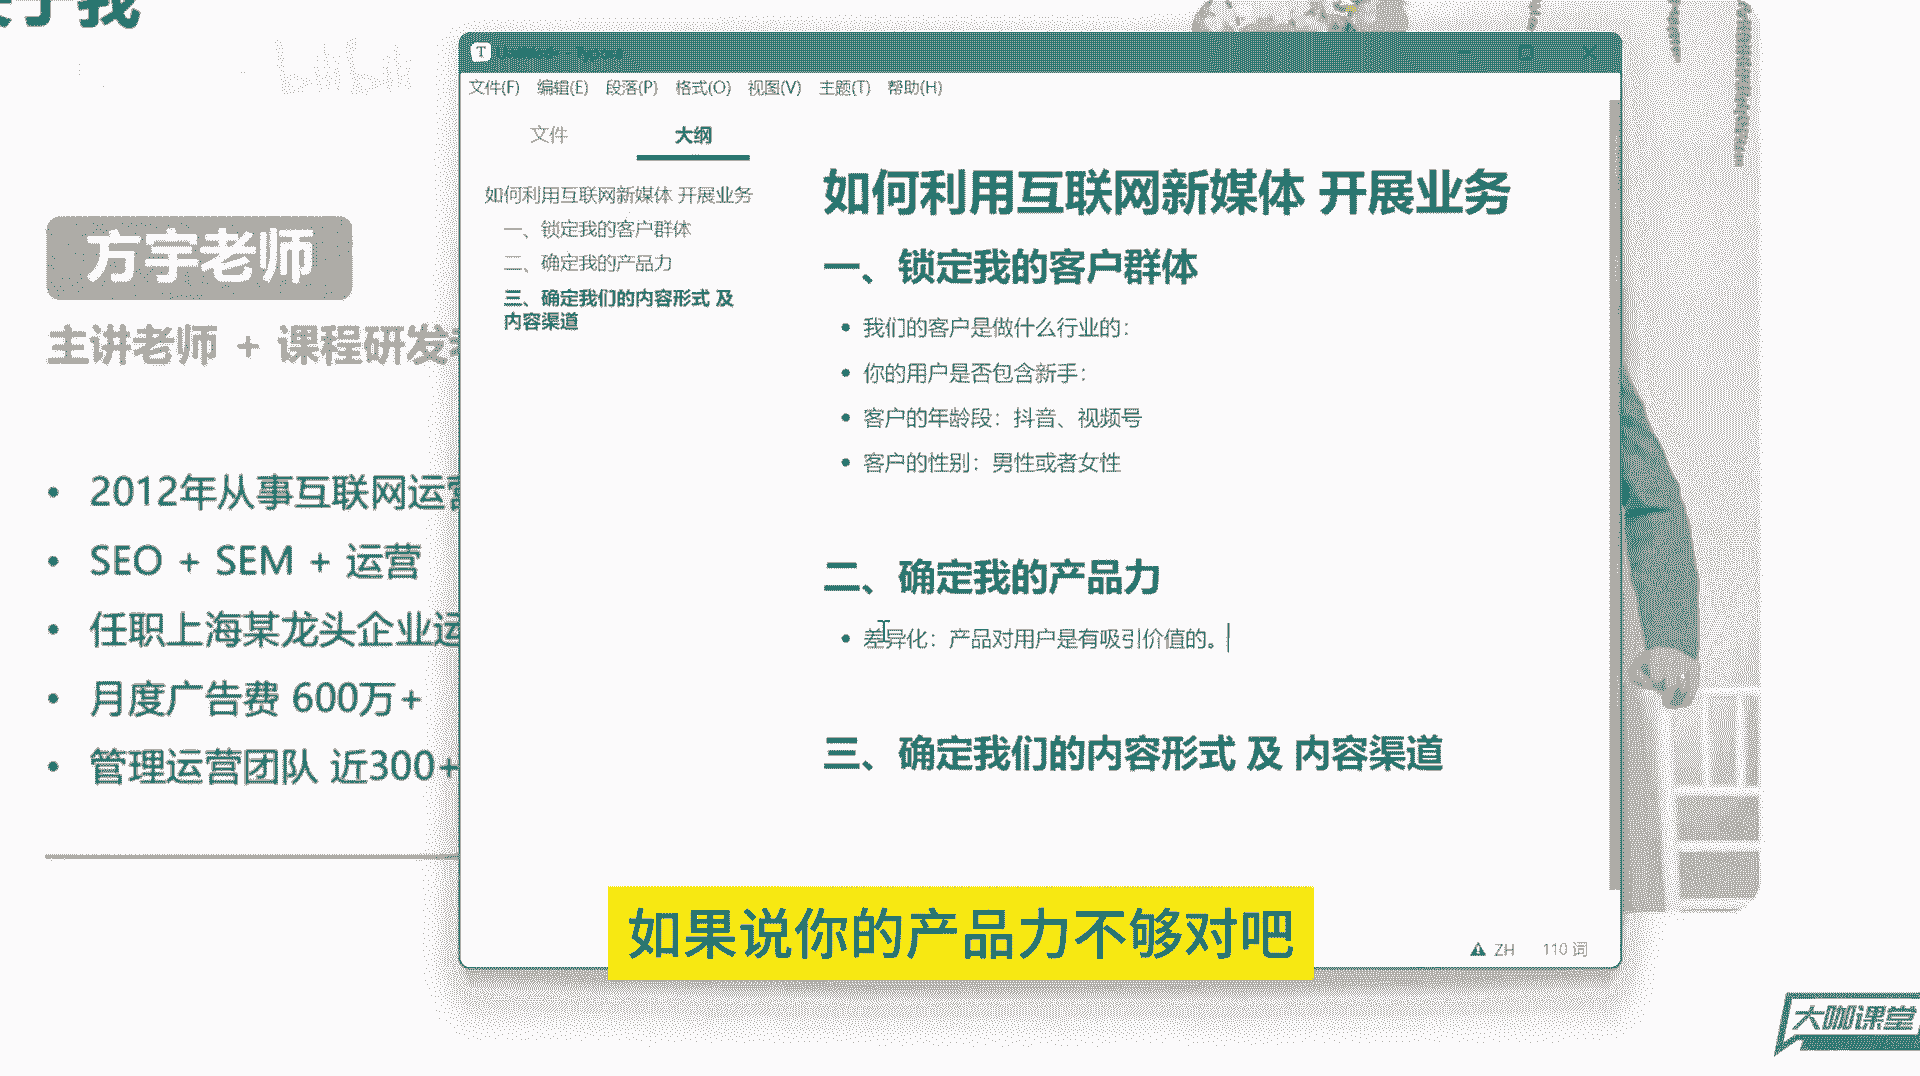 关于我
bilibili
方宇老师
主讲老师 + 课程研发
• 2012年从事互联网运营
• SEO + SEM + 运营
• 任职上海某龙头企业运
• 月度广告费 600万+
• 管理运营团队 近300+
T
文件(F) 编辑(E) 段落(P) 格式(O) 视图(V) 主题(T) 帮助(H)
文件 大纲
如何利用互联网新媒体 开展业务
一、锁定我的客户群体
二、确定我的产品力
三、确定我们的内容形式 及
内容渠道
如何利用互联网新媒体 开展业务
一、锁定我的客户群体
• 我们的客户是做什么行业的：
• 你的用户是否包含新手：
• 客户的年龄段：抖音、视频号
• 客户的性别：男性或者女性
二、确定我的产品力
• 差异化：产品对用户是有吸引价值的。
三、确定我们的内容形式 及 内容渠道
ZH 110 词
如果说你的产品力不够对吧
大咖课堂